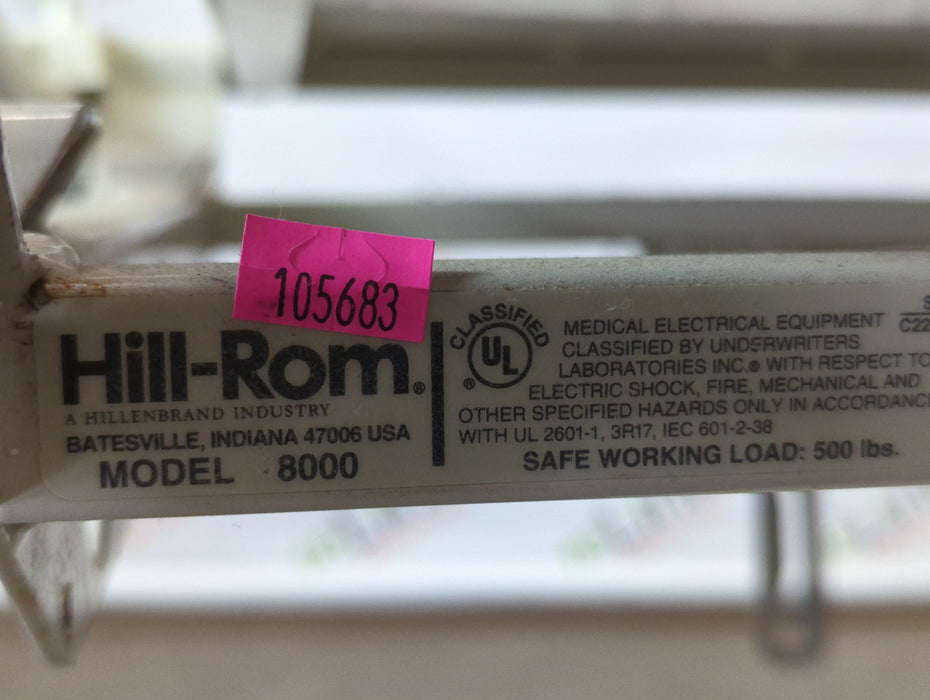 105683
Hill-Rom®
A HILLENBRAND INDUSTRY
BATESVILLE, INDIANA 47006 USA
MODEL 8000
CLASSIFIED
UL
®
MEDICAL ELECTRICAL EQUIPMENT
CLASSIFIED BY UNDERWRITERS
LABORATORIES INC.® WITH RESPECT TO
ELECTRIC SHOCK, FIRE, MECHANICAL AND
OTHER SPECIFIED HAZARDS ONLY IN ACCORDANCE
WITH UL 2601-1, 3R17, IEC 601-2-38
SAFE WORKING LOAD: 500 lbs.
C22